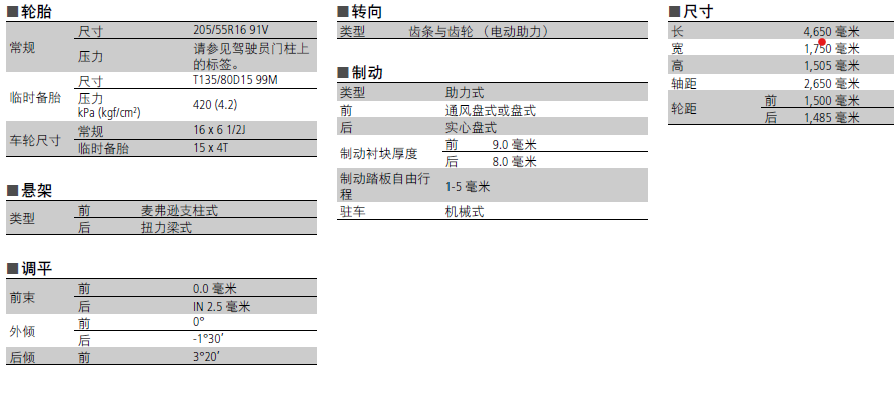 轮胎
常规 尺寸 205/55R16 91V
压力 请参见驾驶员门柱上的标签。
临时备胎 尺寸 T135/80D15 99M
压力 kPa (kgf/cm²) 420 (4.2)
车轮尺寸 常规 16 x 6 1/2J
临时备胎 15 x 4T
悬架
类型 前 麦弗逊支柱式
后 扭力梁式
调平
前束 前 0.0 毫米
后 IN 2.5 毫米
外倾 前 0°
后 -1°30′
后倾 前 3°20′
转向
类型 齿条与齿轮 （电动助力）
制动
类型 助力式
前 通风盘式或盘式
后 实心盘式
制动衬块厚度 前 9.0 毫米
后 8.0 毫米
制动踏板自由行程 1-5 毫米
驻车 机械式
尺寸
长 4,650 毫米
宽 1,750 毫米
高 1,505 毫米
轴距 2,650 毫米
轮距 前 1,500 毫米
后 1,485 毫米